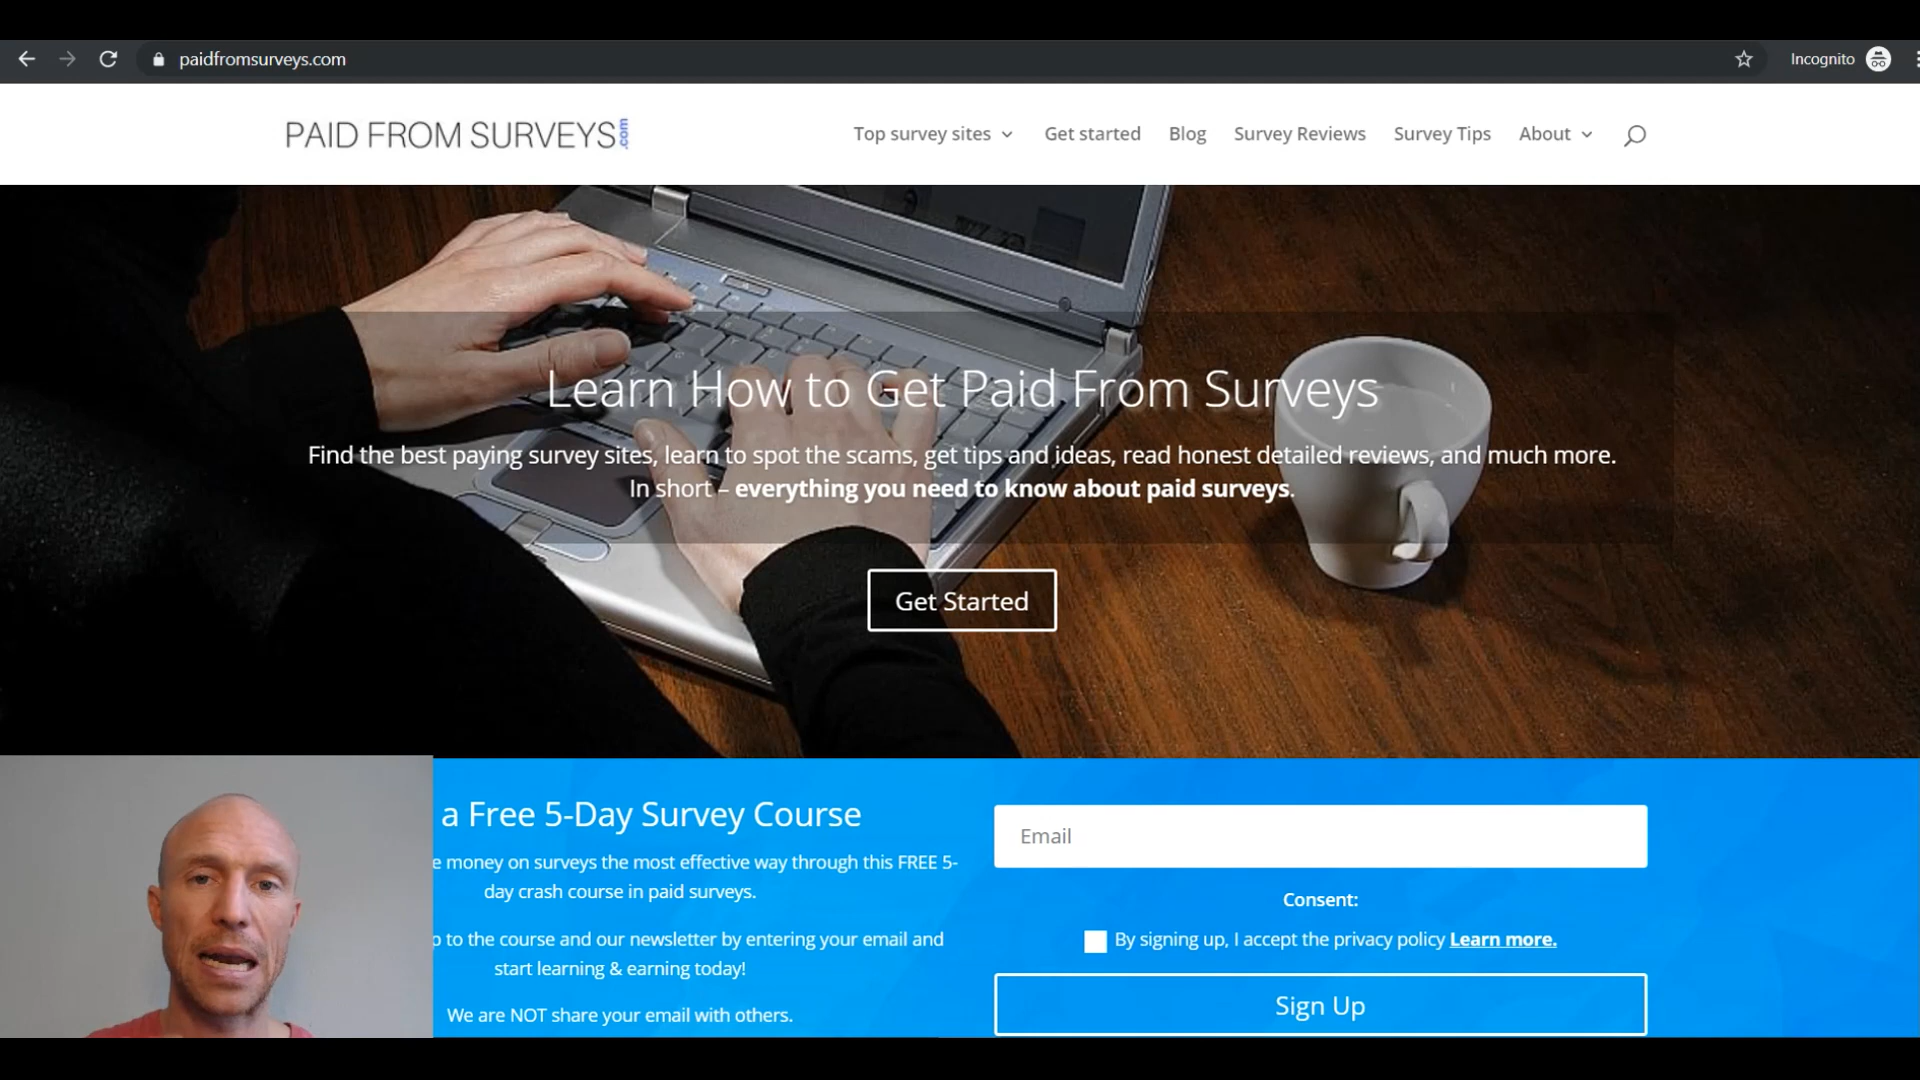 paidfromsurveys.com
Incognito
PAID FROM SURVEYS.com
Top survey sites Get started Blog Survey Reviews Survey Tips About
Learn How to Get Paid From Surveys
Find the best paying survey sites, learn to spot the scams, get tips and ideas, read honest detailed reviews, and much more.
In short – everything you need to know about paid surveys.
Get Started
a Free 5-Day Survey Course
money on surveys the most effective way through this FREE 5-
day crash course in paid surveys.
to the course and our newsletter by entering your email and
start learning & earning today!
We are NOT share your email with others.
Email
Consent:
By signing up, I accept the privacy policy Learn more.
Sign Up